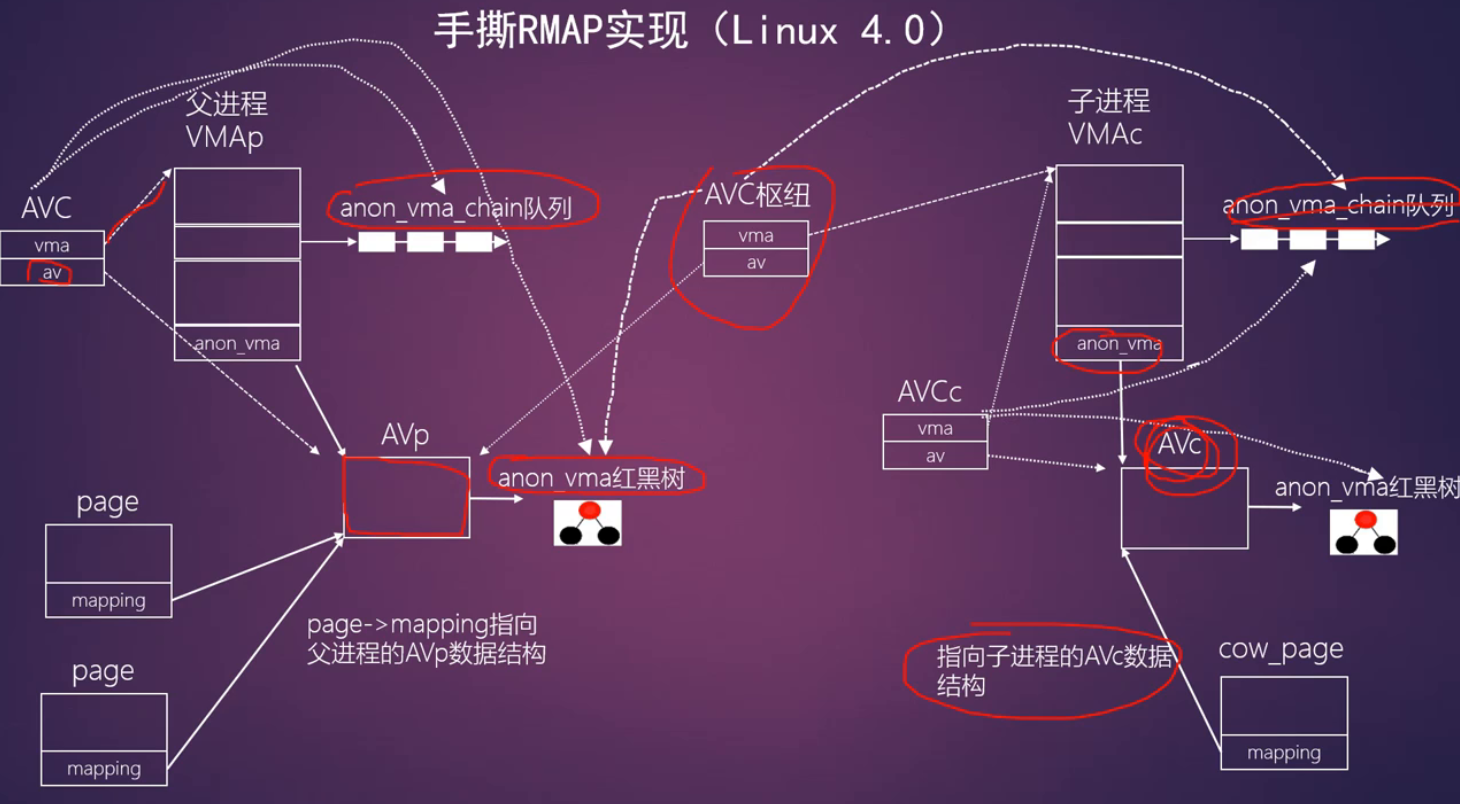 手撕RMAP实现（Linux 4.0）
父进程
VMAp
AVC
vma
av
anon_vma_chain队列
anon_vma
AVC枢纽
vma
av
子进程
VMAc
anon_vma_chain队列
anon_vma
AVCc
vma
av
AVp
anon_vma红黑树
AVc
anon_vma红黑树
page
mapping
page->mapping指向
父进程的AVp数据结构
page
mapping
指向子进程的AVc数据
结构
cow_page
mapping